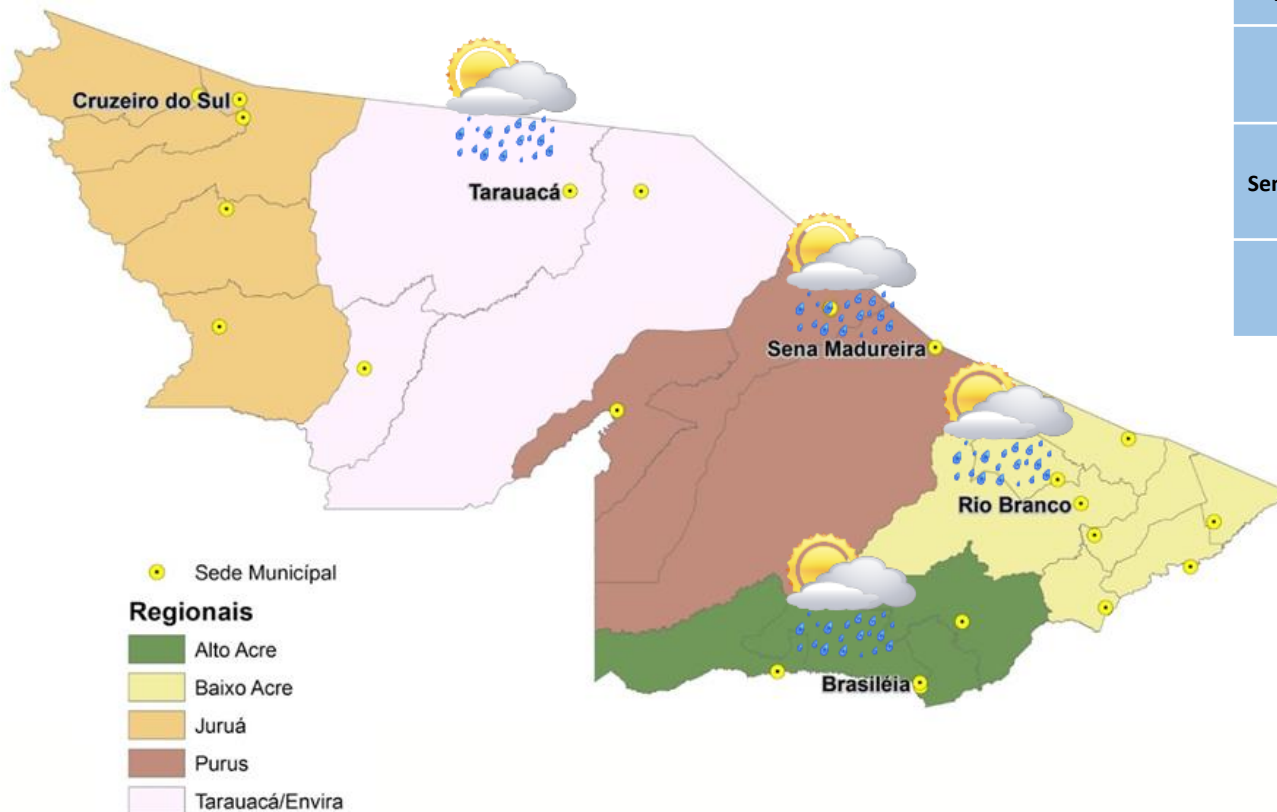 Cruzeiro do Sul
Tarauacá
Sena Madureira
Rio Branco
Brasiléia
Sede Municípal
Regionais
Alto Acre
Baixo Acre
Juruá
Purus
Tarauacá/Envira